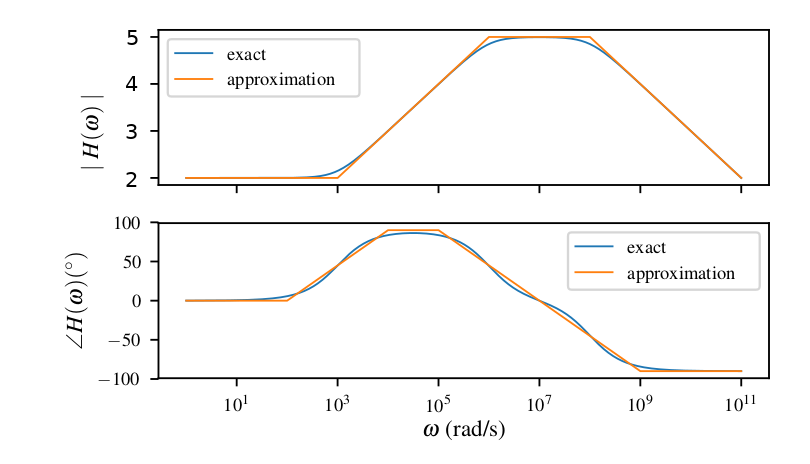 5
4
3
2
| H(ω) |
exact
approximation
100
50
0
−50
−100
∠H(ω)(°)
exact
approximation
10¹
10³
10⁵
10⁷
10⁹
10¹¹
ω (rad/s)